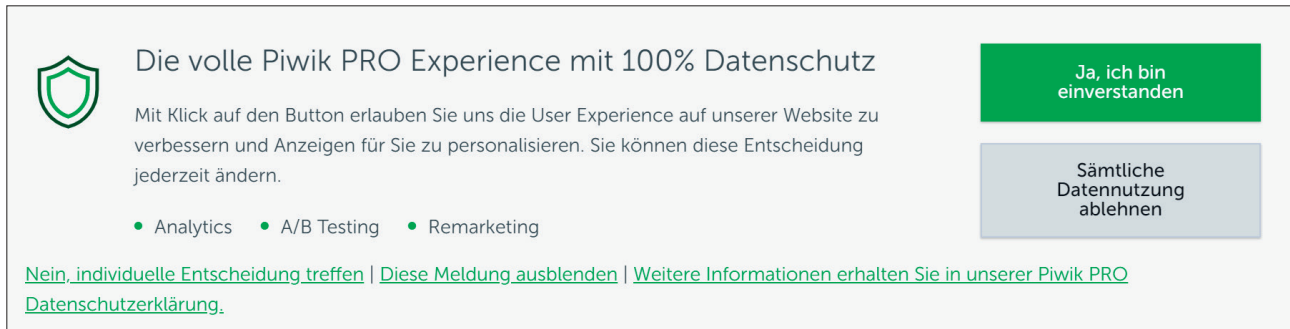 Die volle Piwik PRO Experience mit 100% Datenschutz
Mit Klick auf den Button erlauben Sie uns die User Experience auf unserer Website zu
verbessern und Anzeigen für Sie zu personalisieren. Sie können diese Entscheidung
jederzeit ändern.
• Analytics • A/B Testing • Remarketing
Ja, ich bin
einverstanden
Sämtliche
Datennutzung
ablehnen
Nein, individuelle Entscheidung treffen | Diese Meldung ausblenden | Weitere Informationen erhalten Sie in unserer Piwik PRO
Datenschutzerklärung.